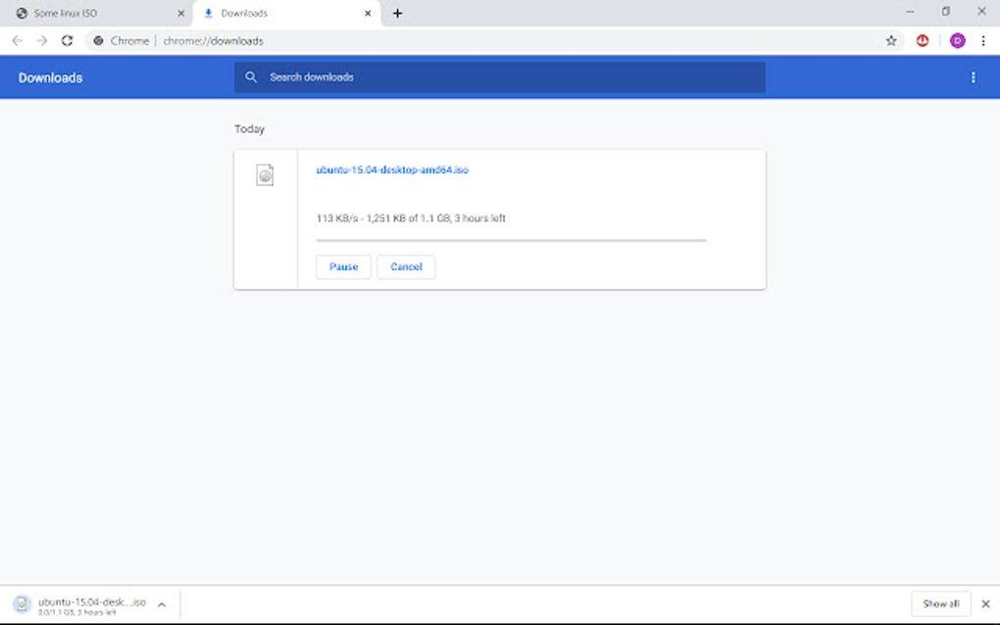 Some linux ISO
Downloads
Chrome | chrome://downloads
D
Downloads
Search downloads
Today
ubuntu-15.04-desktop-amd64.iso
113 KB/s - 1,251 KB of 1.1 GB, 3 hours left
Pause
Cancel
ubuntu-15.04-desk....iso
0.0/1.1 GB, 3 hours left
Show all